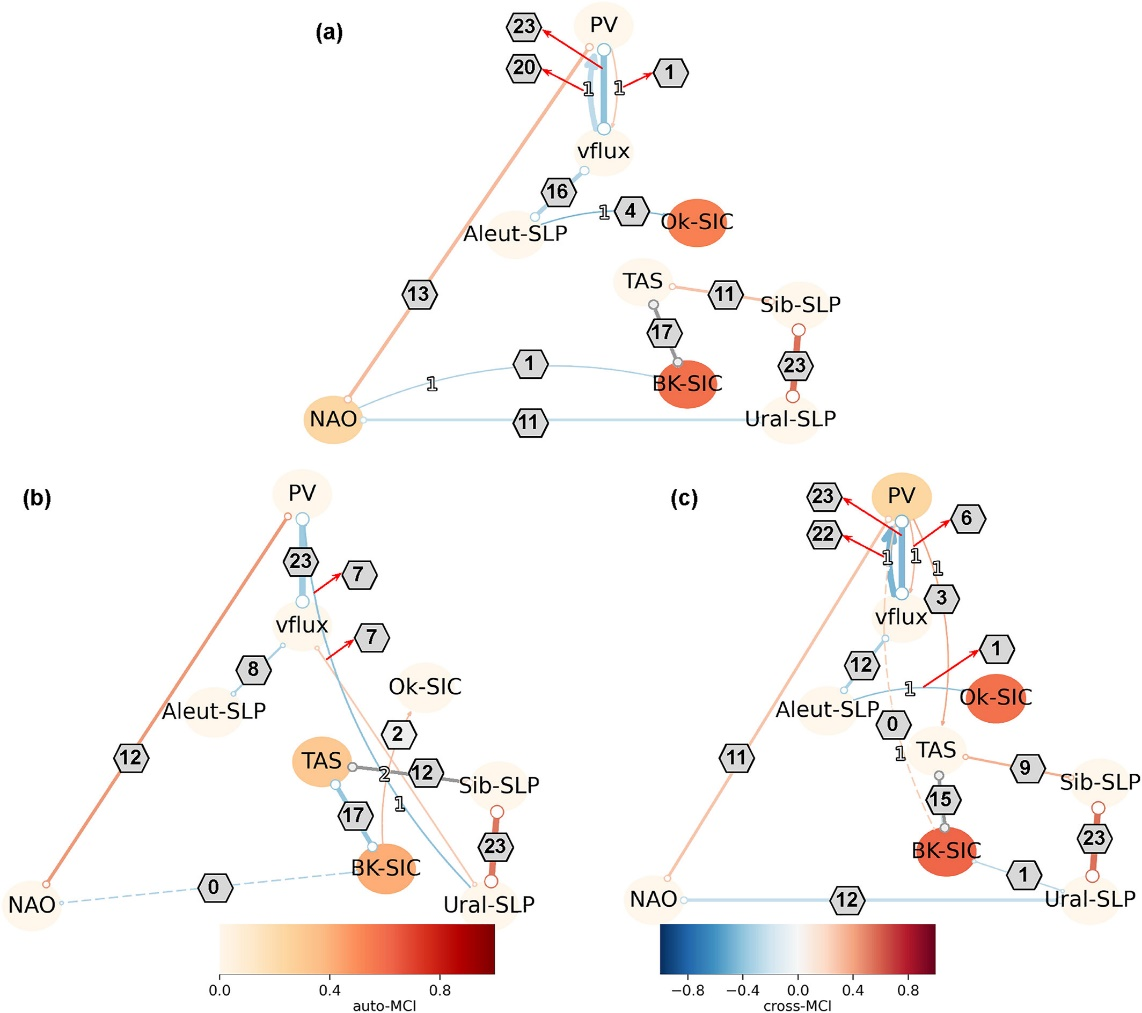 (a)
PV
23
20
1
1
1
vflux
16
Aleut-SLP
1
4
Ok-SIC
TAS
11
Sib-SLP
13
17
1
1
BK-SIC
23
NAO
11
Ural-SLP
(b)
PV
23
7
vflux
7
8
Ok-SIC
Aleut-SLP
2
12
TAS
2
12
Sib-SLP
17
1
23
BK-SIC
0
NAO
Ural-SLP
0.0
0.4
0.8
auto-MCI
(c)
PV
23
22
6
1
1
1
3
vflux
12
1
1
Ok-SIC
Aleut-SLP
0
11
1
TAS
9
Sib-SLP
15
23
BK-SIC
1
NAO
12
Ural-SLP
−0.8
−0.4
0.0
0.4
0.8
cross-MCI